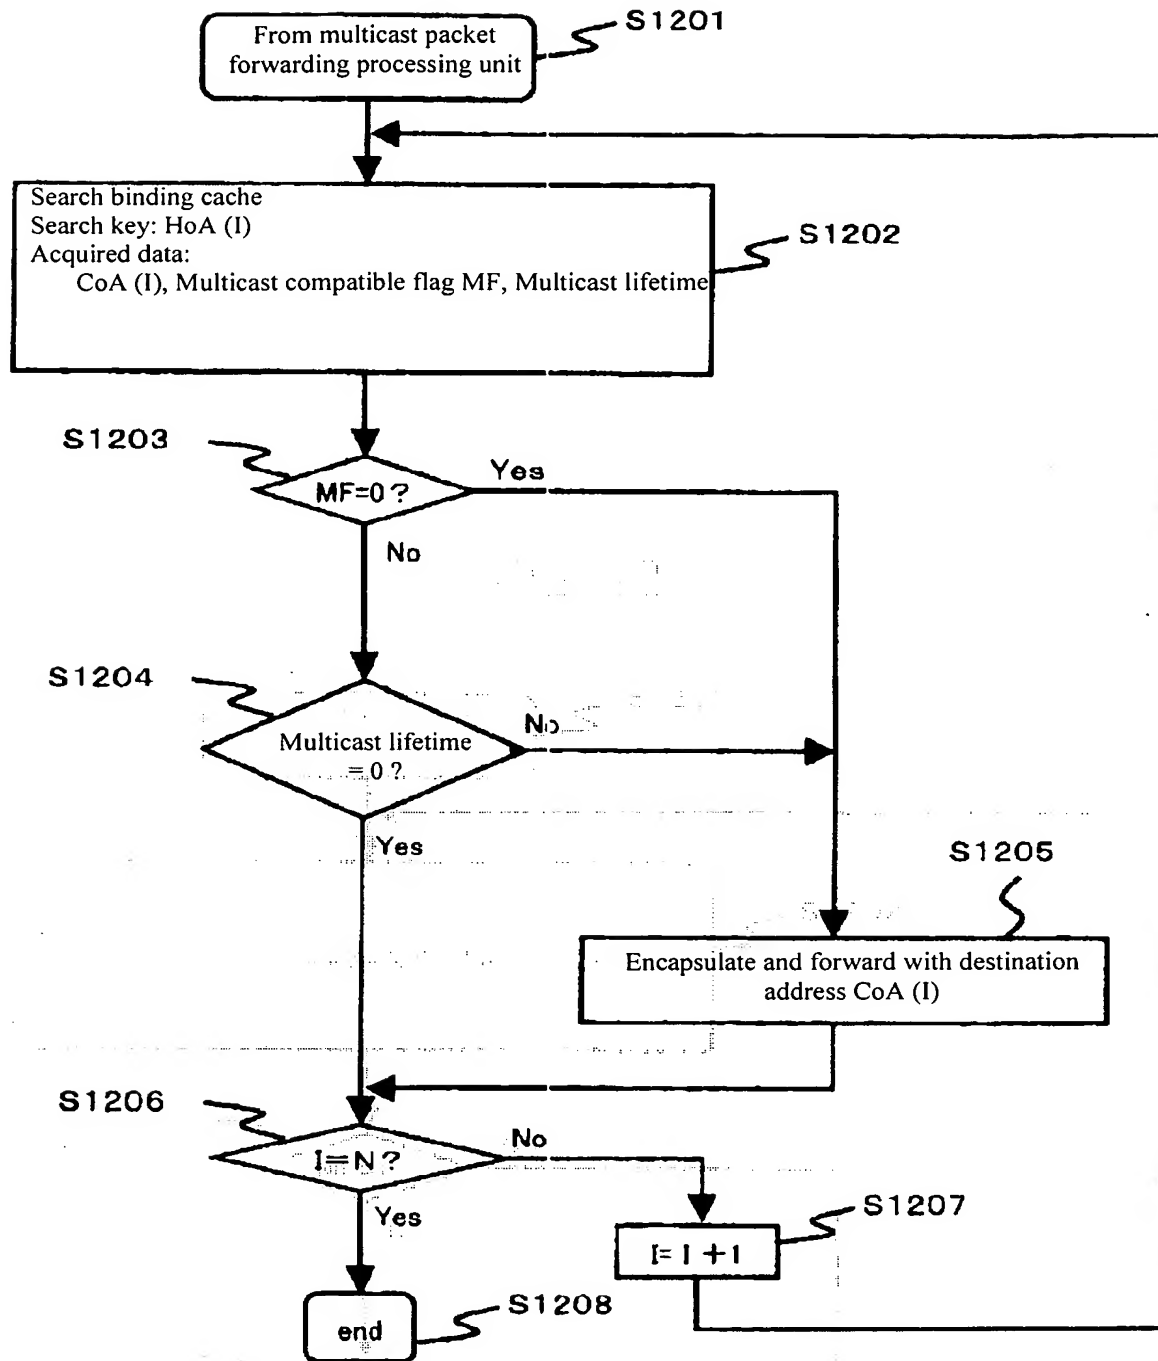 S1201
From multicast packet
forwarding processing unit
Search binding cache
Search key: HoA (I)
Acquired data:
CoA (I), Multicast compatible flag MF, Multicast lifetime
S1202
S1203
MF=0?
Yes
No
S1204
Multicast lifetime
= 0 ?
No
Yes
S1205
Encapsulate and forward with destination
address CoA (I)
S1206
I=N?
No
Yes
S1207
I= I +1
end
S1208